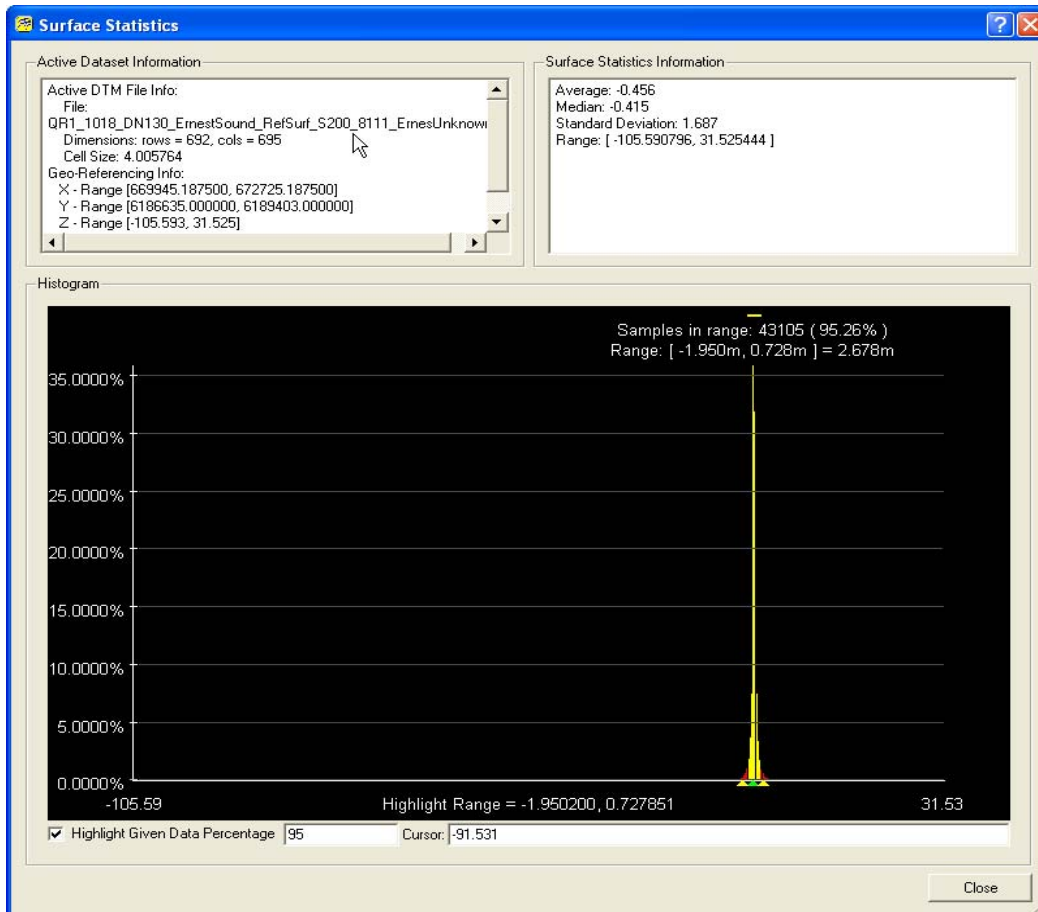 Surface Statistics
Active Dataset Information
Active DTM File Info:
File:
QR1_1018_DN130_ErnestSound_RefSurf_S200_8111_ErnesUnknown
Dimensions: rows = 692, cols = 695
Cell Size: 4.005764
Geo-Referencing Info:
X - Range [669945.187500, 672725.187500]
Y - Range [6186635.000000, 6189403.000000]
Z - Range [-105.593, 31.525]
Surface Statistics Information
Average: -0.456
Median: -0.415
Standard Deviation: 1.687
Range: [ -105.590796, 31.525444 ]
Histogram
Samples in range: 43105 ( 95.26% )
Range: [ -1.950m, 0.728m ] = 2.678m
35.0000%
30.0000%
25.0000%
20.0000%
15.0000%
10.0000%
5.0000%
0.0000%
-105.59
Highlight Range = -1.950200, 0.727851
31.53
Highlight Given Data Percentage 95 Cursor: -91.531
Close